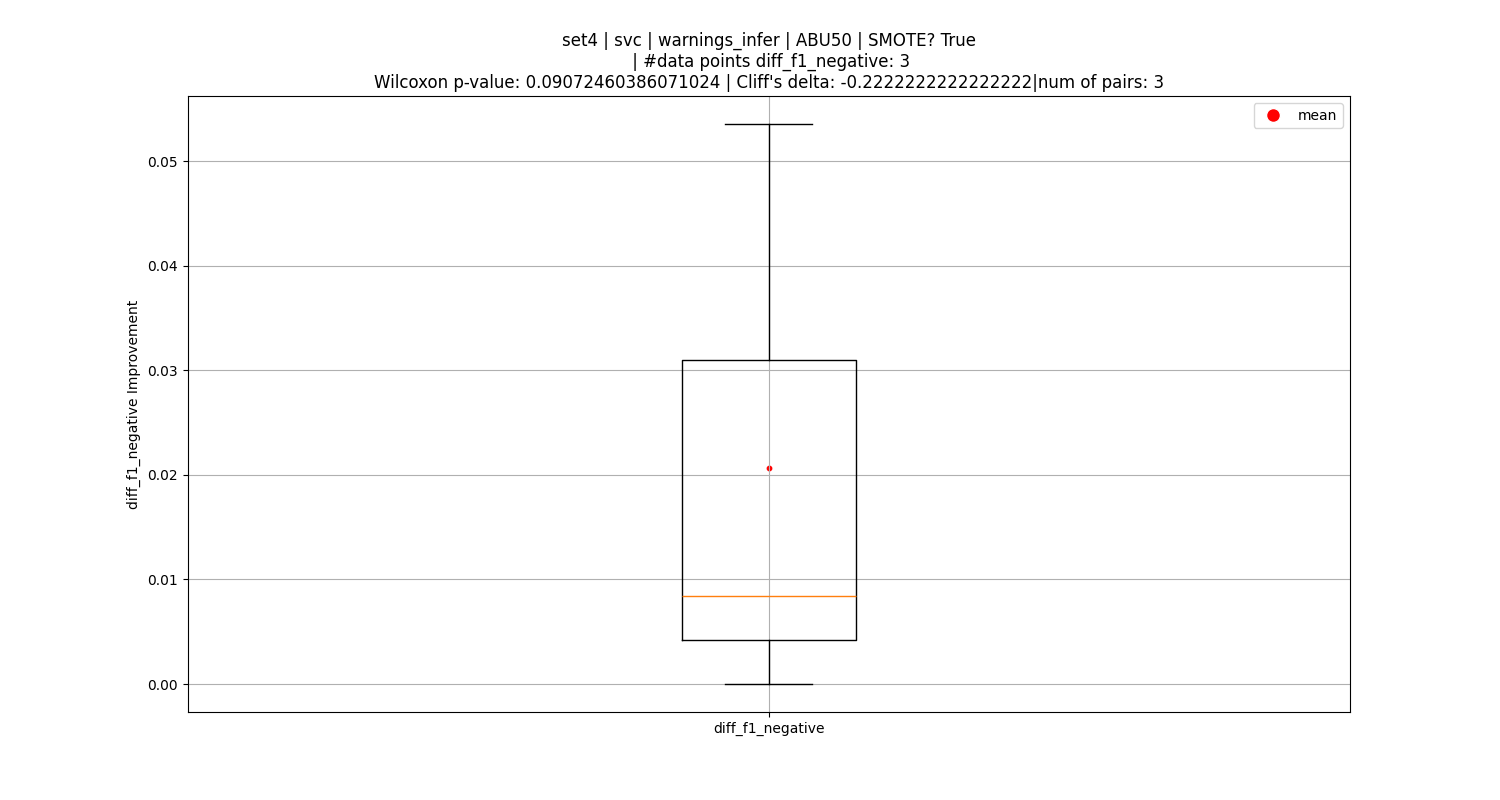 set4 | svc | warnings_infer | ABU50 | SMOTE? True
| #data points diff_f1_negative: 3
Wilcoxon p-value: 0.09072460386071024 | Cliff's delta: -0.2222222222222222|num of pairs: 3
mean
0.05
0.04
0.03
0.02
0.01
0.00
diff_f1_negative Improvement
diff_f1_negative